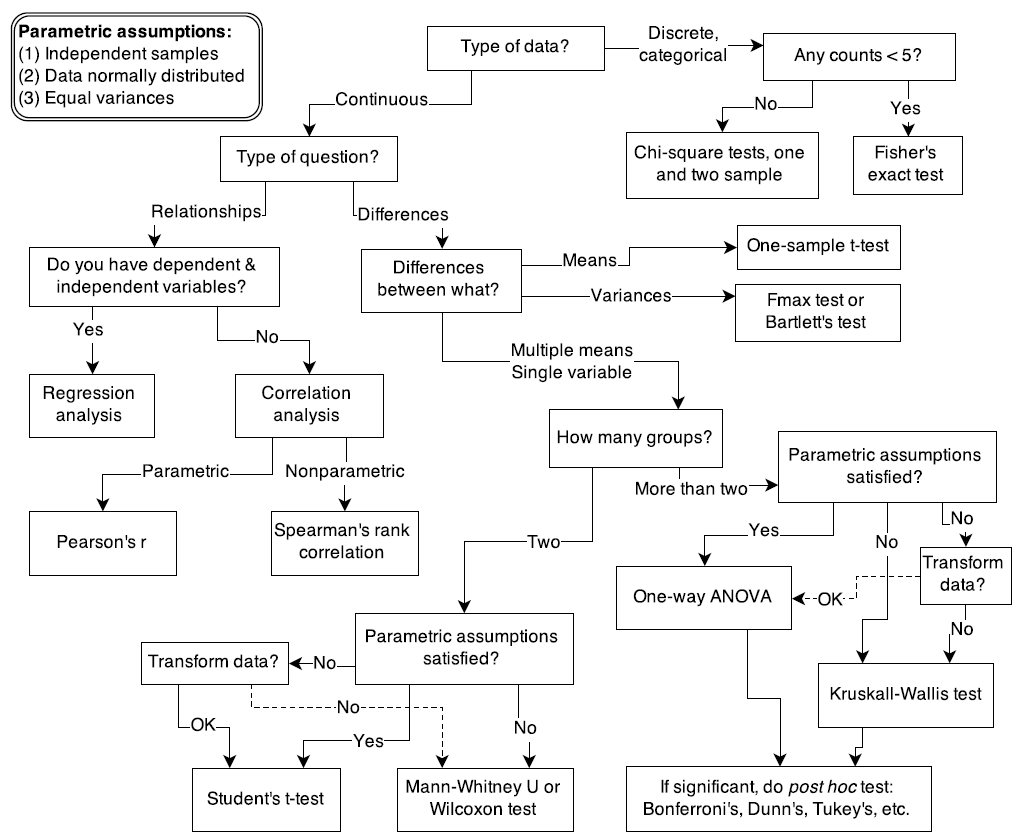 Parametric assumptions:
(1) Independent samples
(2) Data normally distributed
(3) Equal variances
Type of data?
Discrete,
categorical
Any counts < 5?
Continuous
No
Yes
Type of question?
Chi-square tests, one
and two sample
Fisher's
exact test
Relationships
Differences
Do you have dependent &
independent variables?
Differences
between what?
Means
One-sample t-test
Variances
Fmax test or
Bartlett's test
Yes
No
Multiple means
Single variable
Regression
analysis
Correlation
analysis
How many groups?
Parametric assumptions
satisfied?
Parametric
Nonparametric
More than two
Pearson's r
Spearman's rank
correlation
Two
Yes
No
No
Transform
data?
One-way ANOVA
OK
No
Parametric assumptions
satisfied?
Transform data?
No
Kruskall-Wallis test
OK
No
Yes
No
Student's t-test
Mann-Whitney U or
Wilcoxon test
If significant, do post hoc test:
Bonferroni's, Dunn's, Tukey's, etc.